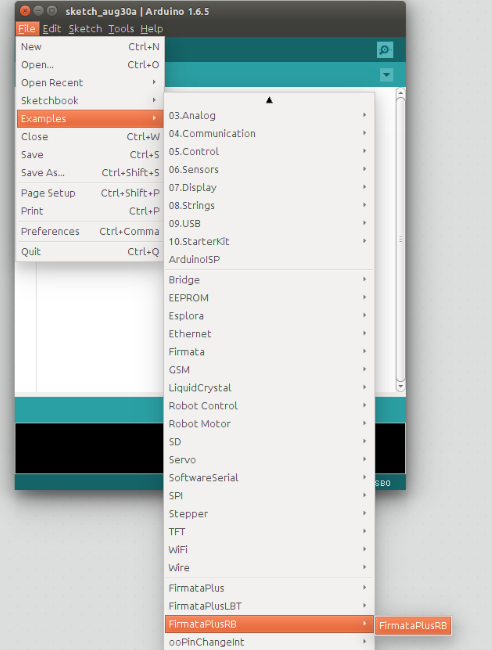 sketch_aug30a | Arduino 1.6.5
File Edit Sketch Tools Help
New Ctrl+N
Open... Ctrl+O
Open Recent
Sketchbook
Examples
Close Ctrl+W
Save Ctrl+S
Save As... Ctrl+Shift+S
Page Setup Ctrl+Shift+P
Print Ctrl+P
Preferences Ctrl+Comma
Quit Ctrl+Q
03.Analog
04.Communication
05.Control
06.Sensors
07.Display
08.Strings
09.USB
10.StarterKit
ArduinoISP
Bridge
EEPROM
Esplora
Ethernet
Firmata
GSM
LiquidCrystal
Robot Control
Robot Motor
SD
Servo
SoftwareSerial
SPI
Stepper
TFT
WiFi
Wire
FirmataPlus
FirmataPlusLBT
FirmataPlusRB
FirmataPlusRB
ooPinChangeInt